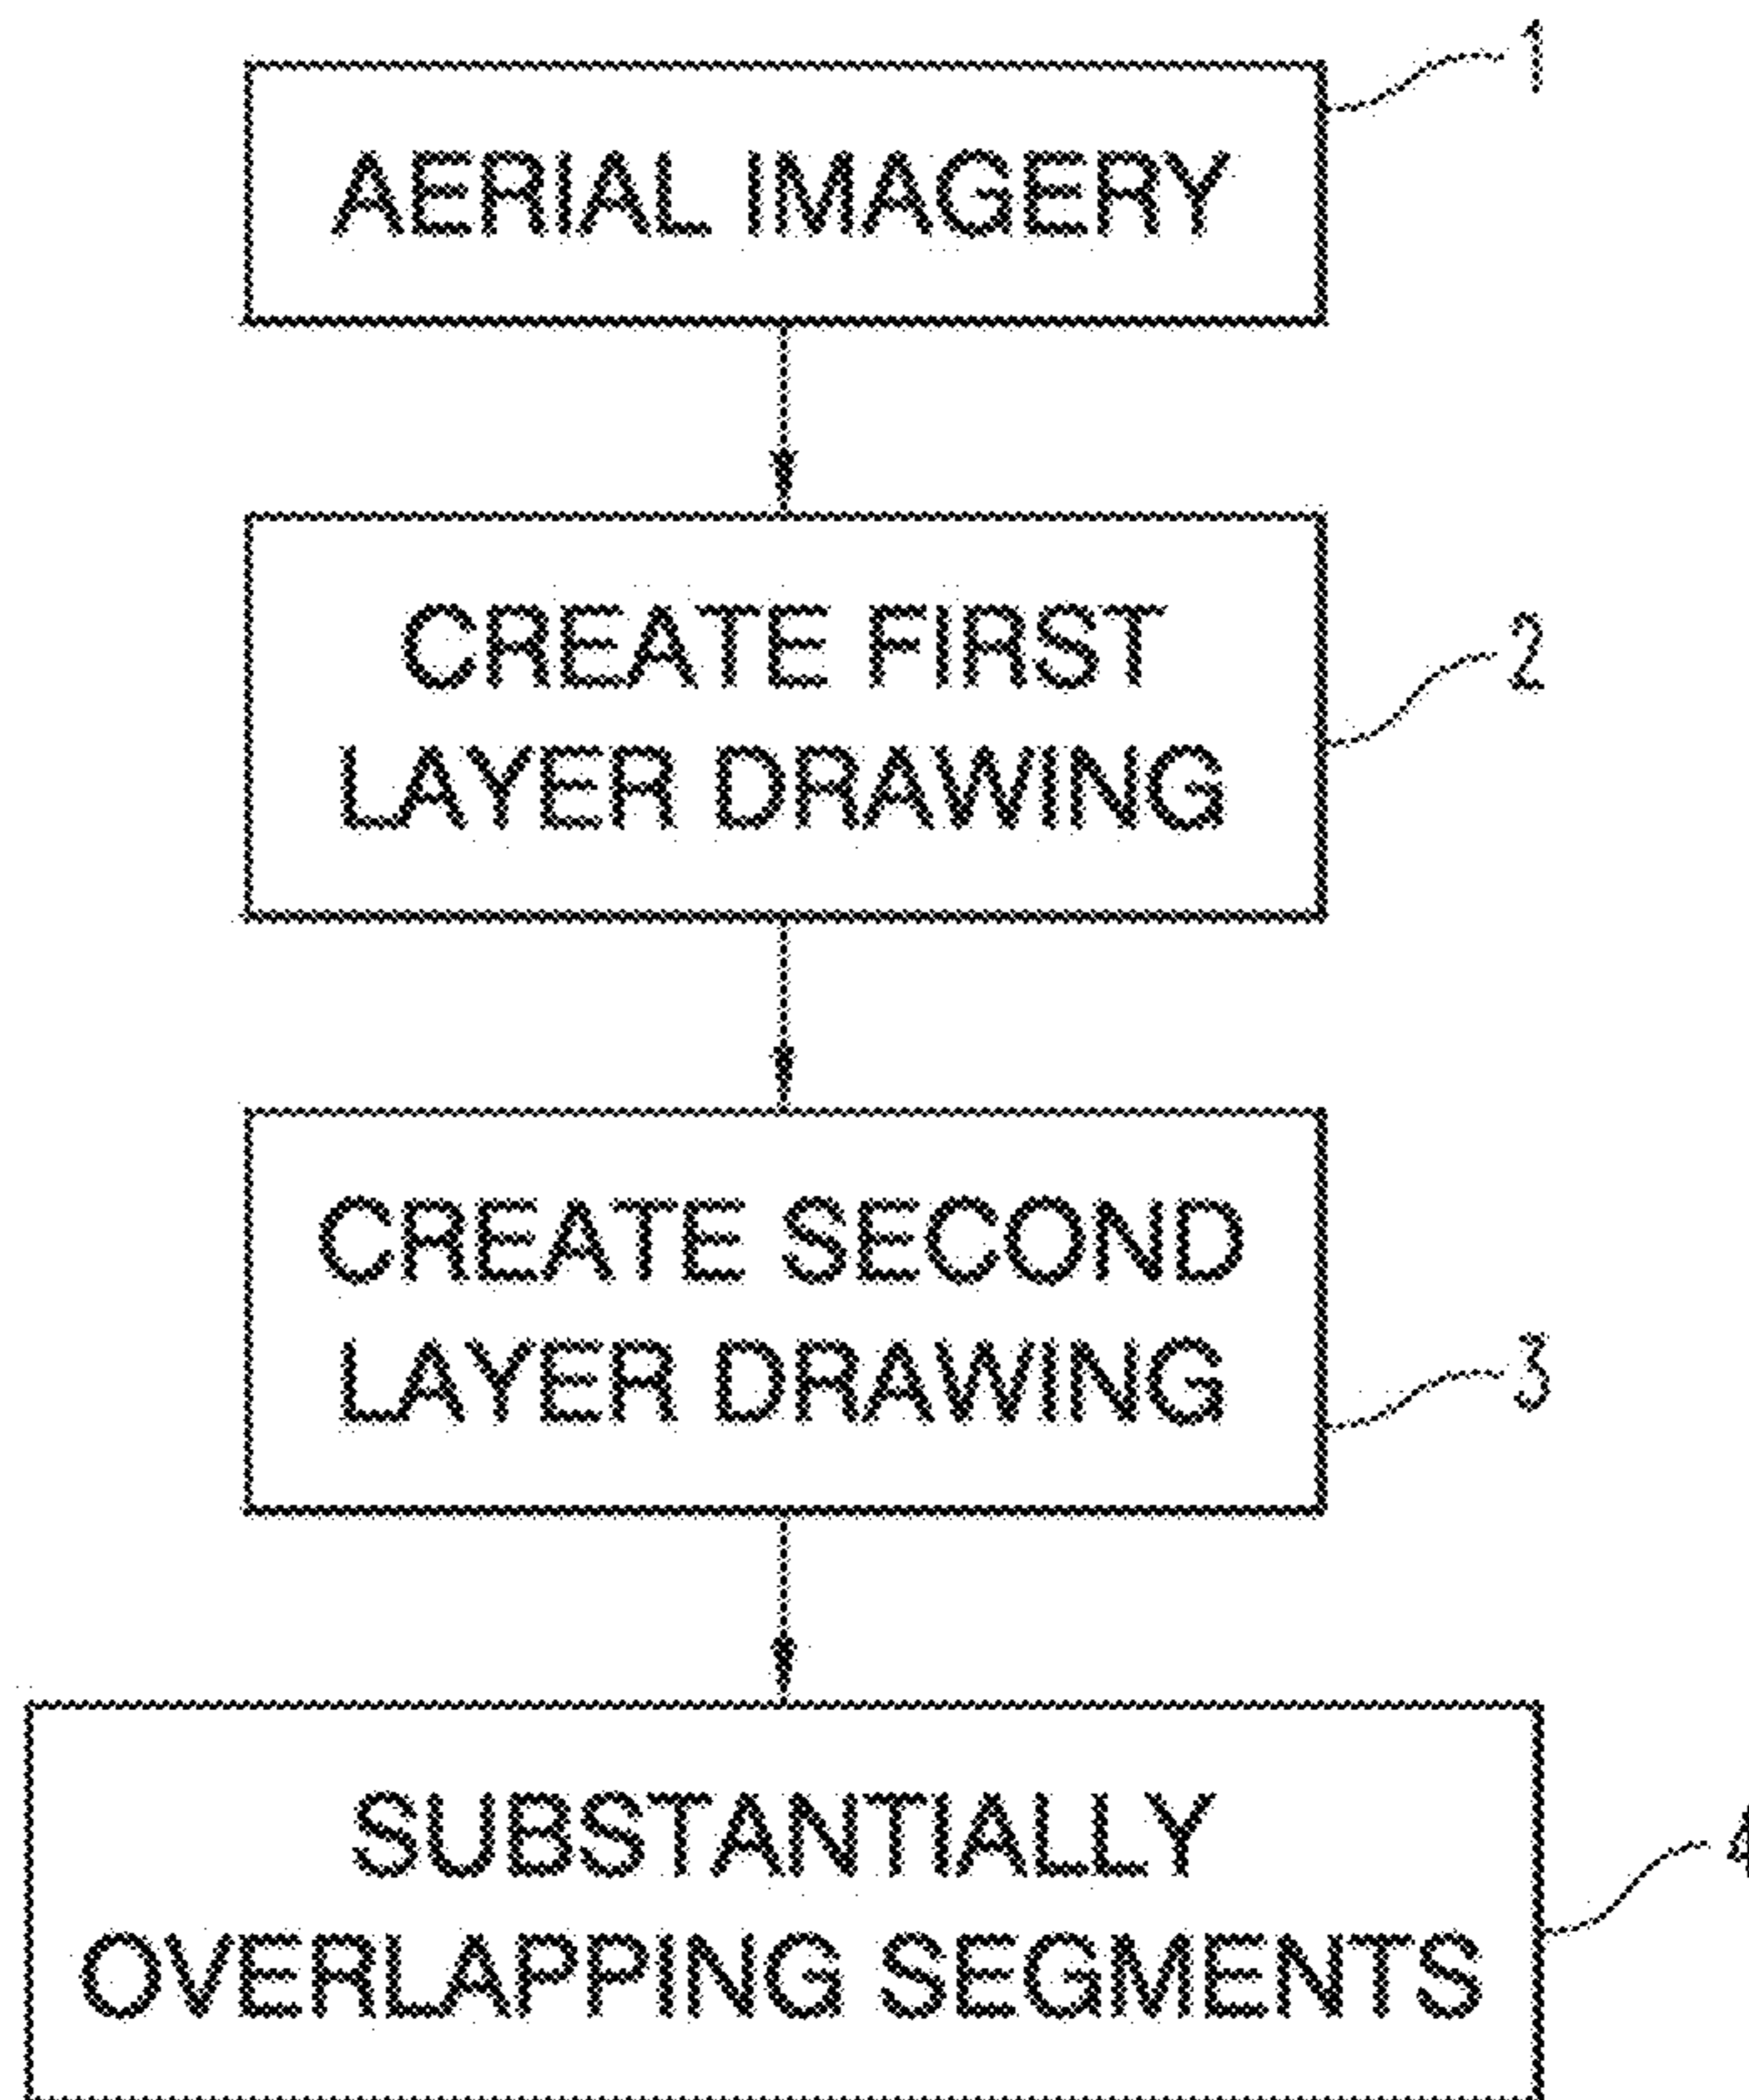 1
AERIAL IMAGERY
CREATE FIRST
2
LAYER DRAWING
CREATE SECOND
LAYER DRAWING
3
SUBSTANTIALLY
4
OVERLAPPING SEGMENTS